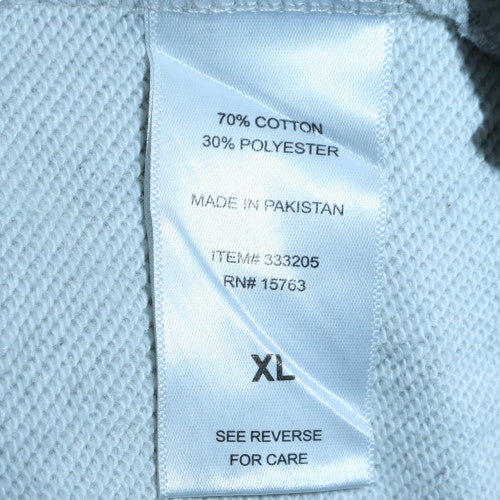 70% COTTON
30% POLYESTER
MADE IN PAKISTAN
ITEM# 333205
RN# 15763
XL
SEE REVERSE
FOR CARE